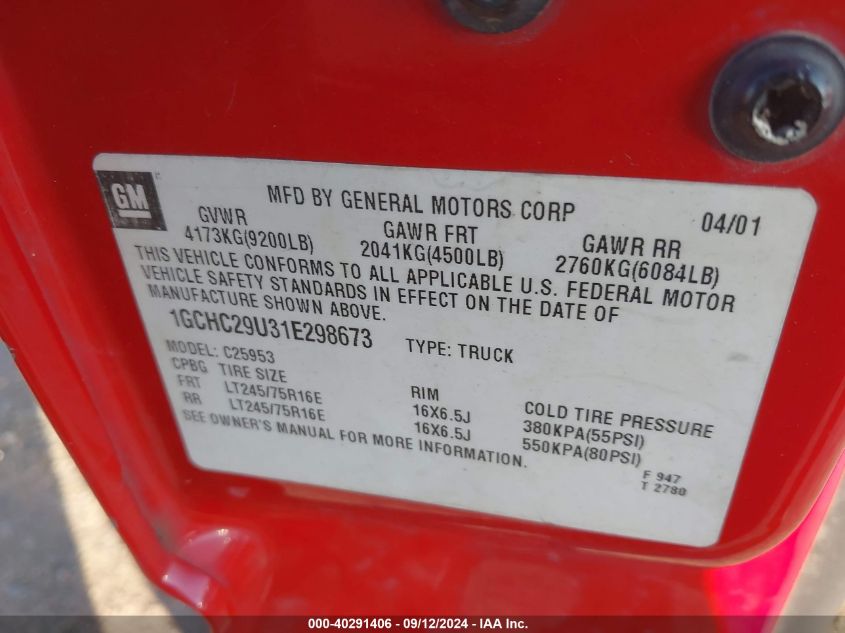 GM
MFD BY GENERAL MOTORS CORP 04/01
GVWR GAWR FRT GAWR RR
4173KG(9200LB) 2041KG(4500LB) 2760KG(6084LB)
THIS VEHICLE CONFORMS TO ALL APPLICABLE U.S. FEDERAL MOTOR
VEHICLE SAFETY STANDARDS IN EFFECT ON THE DATE OF
MANUFACTURE SHOWN ABOVE.
1GCHC29U31E298673 TYPE: TRUCK
MODEL: C25953
CPBG TIRE SIZE RIM COLD TIRE PRESSURE
FRT LT245/75R16E 16X6.5J 380KPA(55PSI)
RR LT245/75R16E 16X6.5J 550KPA(80PSI)
SEE OWNER'S MANUAL FOR MORE INFORMATION.
F 947
T 2780
000-40291406 - 09/12/2024 - IAA Inc.